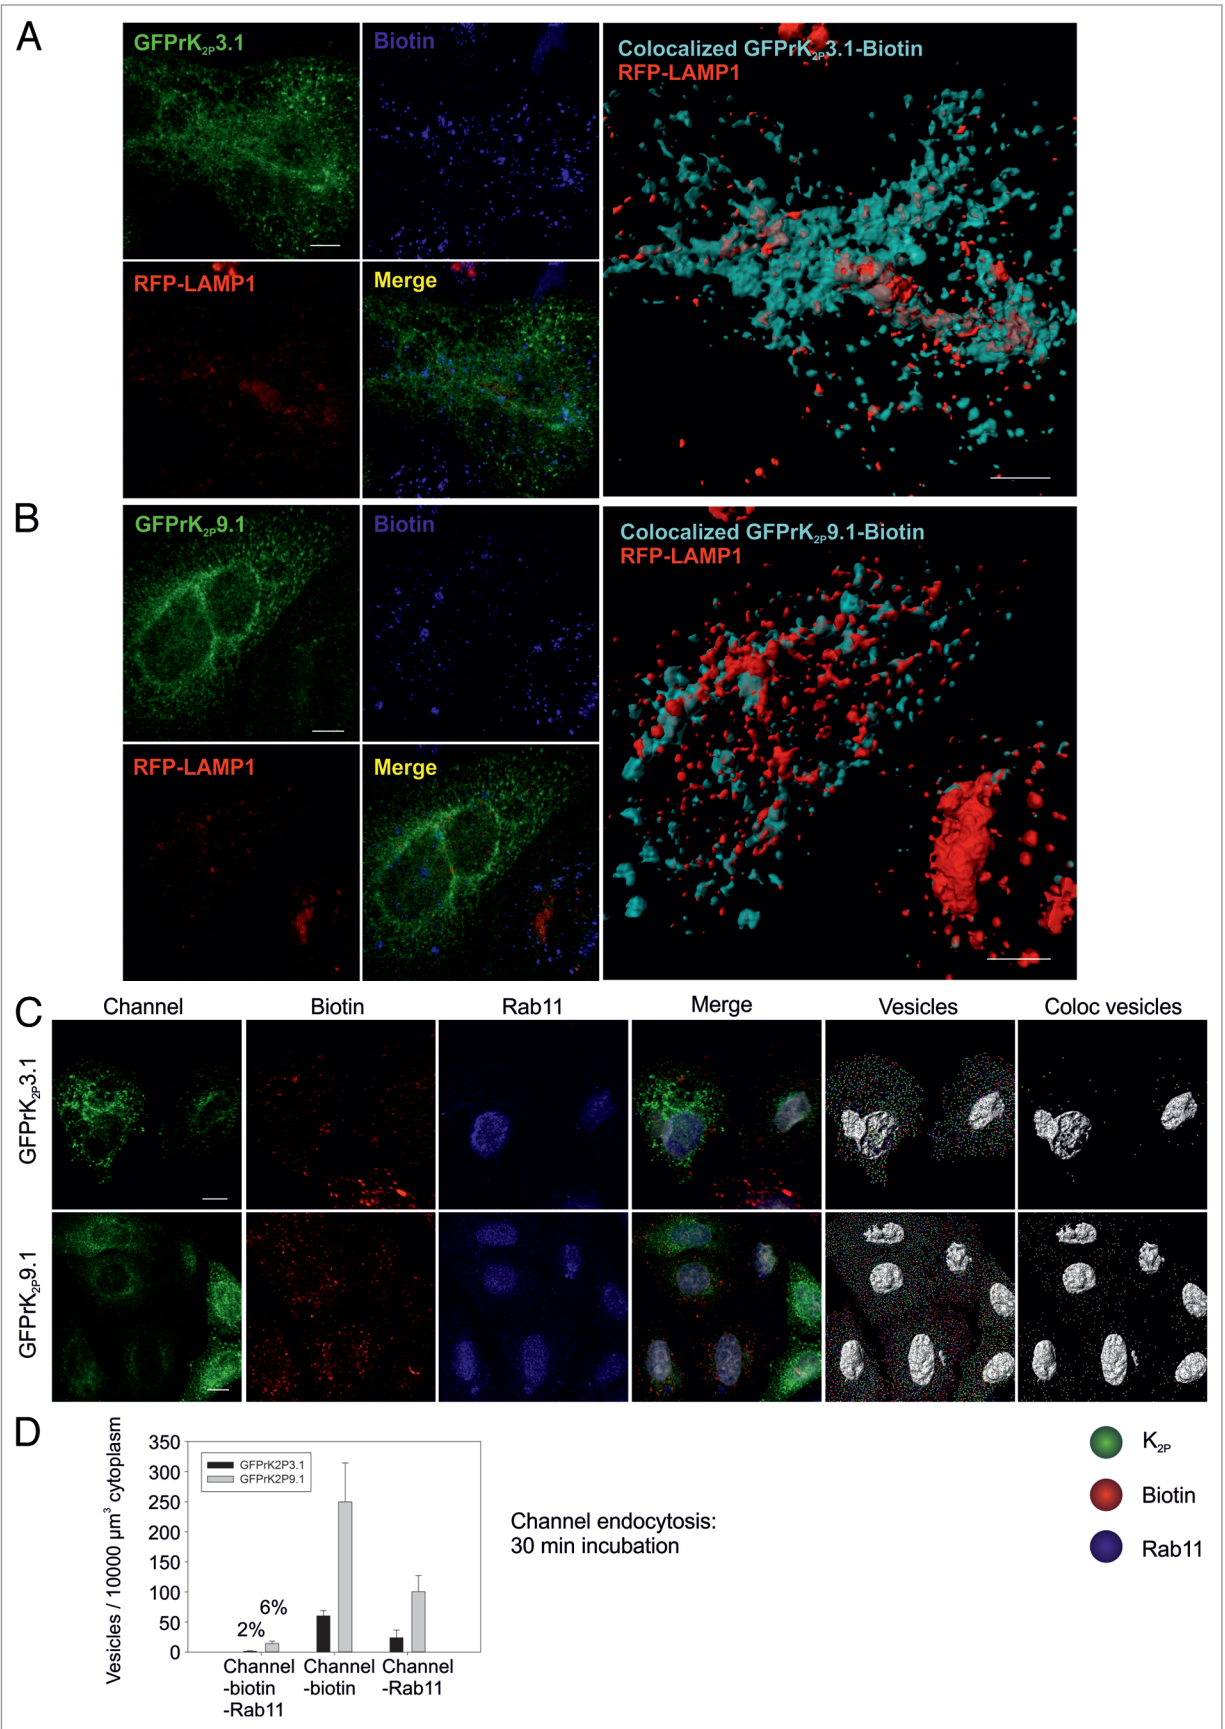 A
GFPrK2P3.1
Biotin
Colocalized GFPrK2P3.1-Biotin
RFP-LAMP1
RFP-LAMP1
Merge
B
GFPrK2P9.1
Biotin
Colocalized GFPrK2P9.1-Biotin
RFP-LAMP1
RFP-LAMP1
Merge
C
Channel
Biotin
Rab11
Merge
Vesicles
Coloc vesicles
GFPrK2P3.1
GFPrK2P9.1
D
Vesicles / 10000 µm³ cytoplasm
350
300
250
200
150
100
50
0
GFPrK2P3.1
GFPrK2P9.1
2%
6%
Channel
-biotin
-Rab11
Channel
-biotin
Channel
-Rab11
Channel endocytosis:
30 min incubation
K2P
Biotin
Rab11